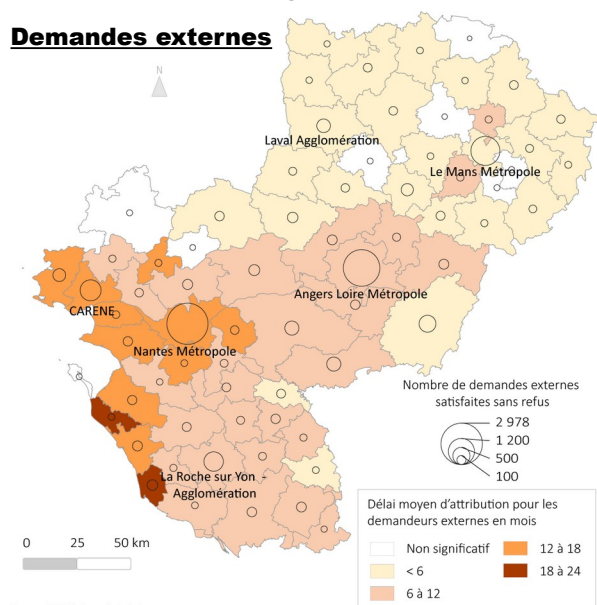 Demandes externes
N
Laval Agglomération
Le Mans Métropole
Angers Loire Métropole
CARENE
Nantes Métropole
La Roche sur Yon -
Agglomération
Nombre de demandes externes
satisfaites sans refus
2 978
1 200
500
100
0 25 50 km
Délai moyen d'attribution pour les
demandeurs externes en mois
Non significatif
< 6
6 à 12
12 à 18
18 à 24